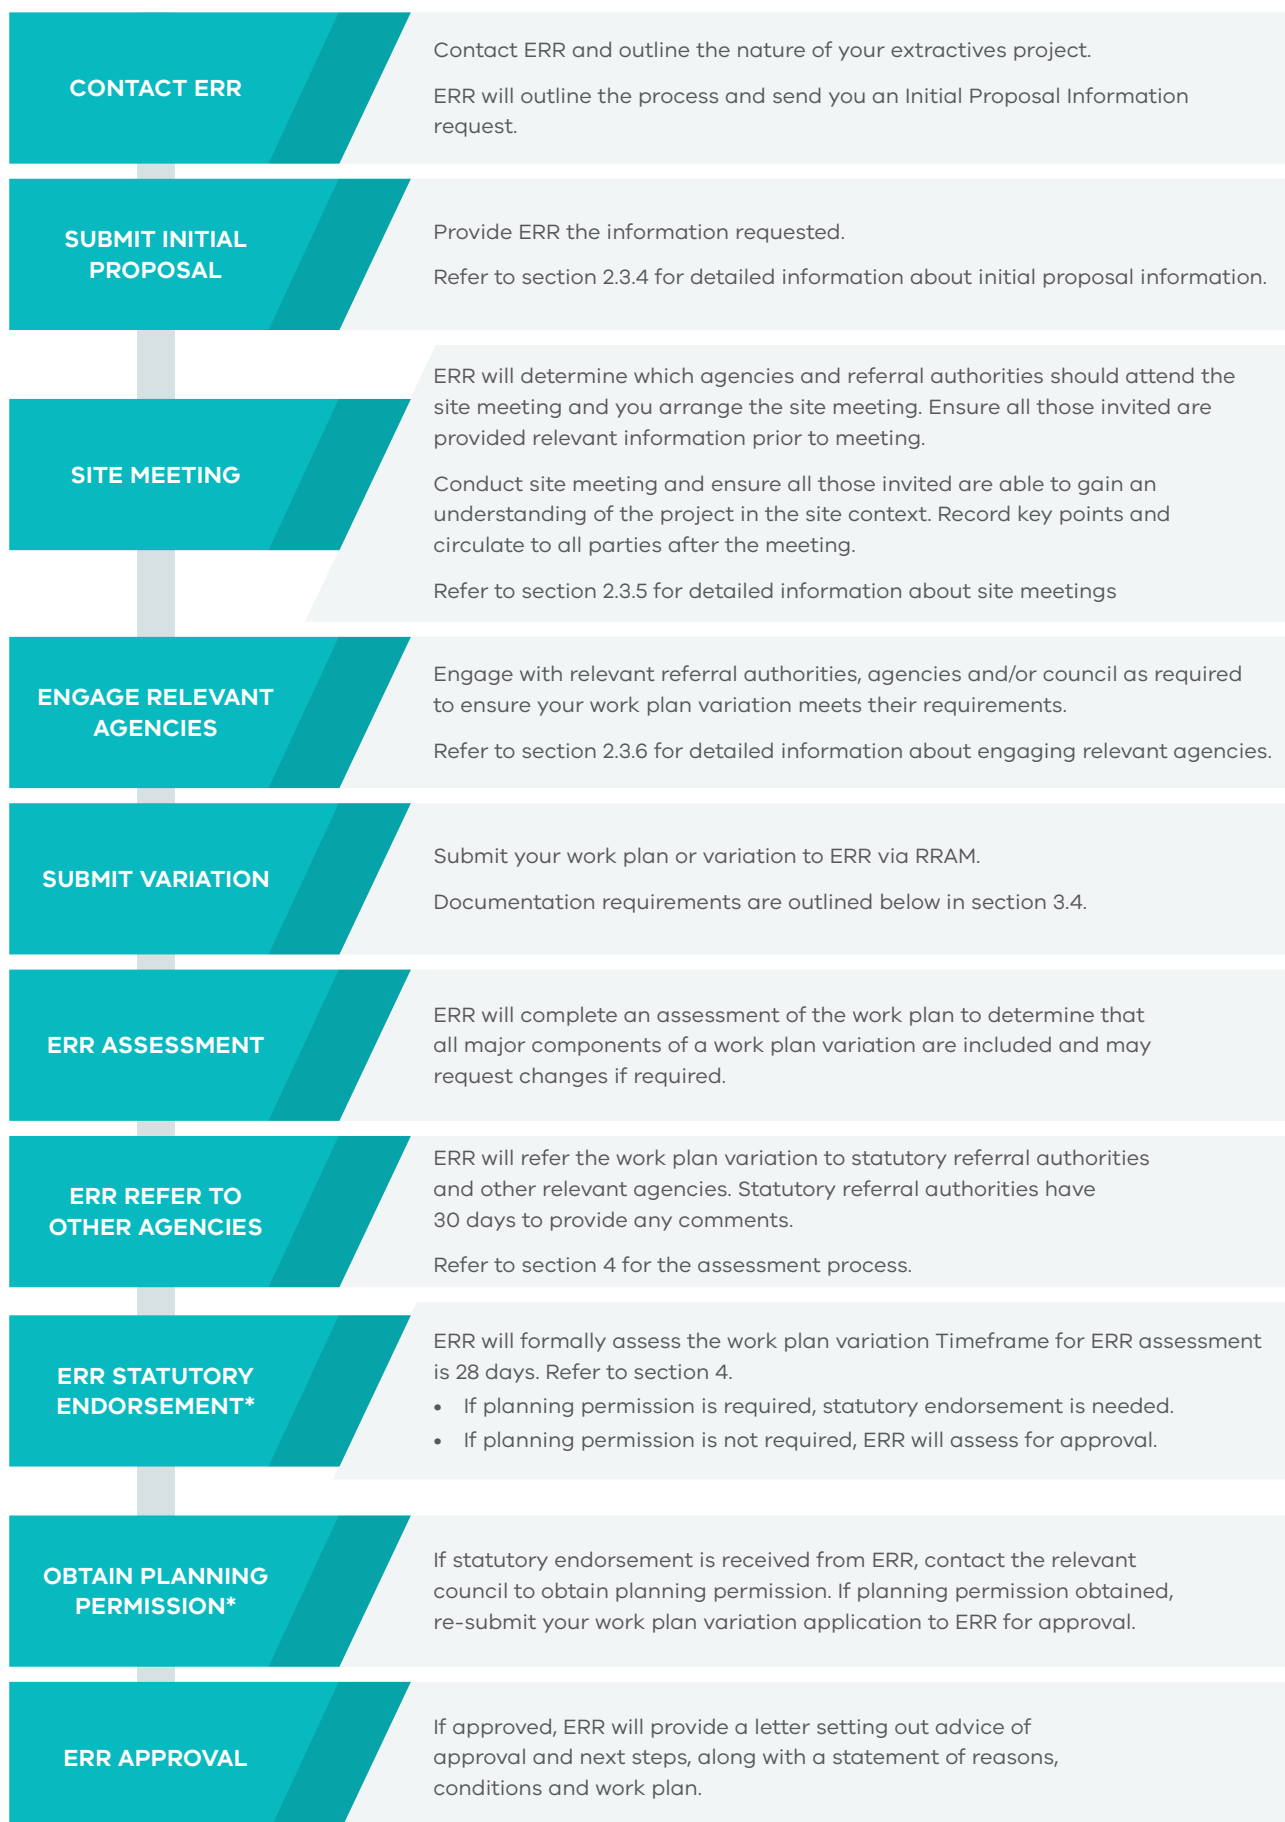 CONTACT ERR
Contact ERR and outline the nature of your extractives project.
ERR will outline the process and send you an Initial Proposal Information
request.
SUBMIT INITIAL
PROPOSAL
Provide ERR the information requested.
Refer to section 2.3.4 for detailed information about initial proposal information.
SITE MEETING
ERR will determine which agencies and referral authorities should attend the
site meeting and you arrange the site meeting. Ensure all those invited are
provided relevant information prior to meeting.
Conduct site meeting and ensure all those invited are able to gain an
understanding of the project in the site context. Record key points and
circulate to all parties after the meeting.
Refer to section 2.3.5 for detailed information about site meetings
ENGAGE RELEVANT
AGENCIES
Engage with relevant referral authorities, agencies and/or council as required
to ensure your work plan variation meets their requirements.
Refer to section 2.3.6 for detailed information about engaging relevant agencies.
SUBMIT VARIATION
Submit your work plan or variation to ERR via RRAM.
Documentation requirements are outlined below in section 3.4.
ERR ASSESSMENT
ERR will complete an assessment of the work plan to determine that
all major components of a work plan variation are included and may
request changes if required.
ERR REFER TO
OTHER AGENCIES
ERR will refer the work plan variation to statutory referral authorities
and other relevant agencies. Statutory referral authorities have
30 days to provide any comments.
Refer to section 4 for the assessment process.
ERR STATUTORY
ENDORSEMENT*
ERR will formally assess the work plan variation Timeframe for ERR assessment
is 28 days. Refer to section 4.
• If planning permission is required, statutory endorsement is needed.
• If planning permission is not required, ERR will assess for approval.
OBTAIN PLANNING
PERMISSION*
If statutory endorsement is received from ERR, contact the relevant
council to obtain planning permission. If planning permission obtained,
re-submit your work plan variation application to ERR for approval.
ERR APPROVAL
If approved, ERR will provide a letter setting out advice of
approval and next steps, along with a statement of reasons,
conditions and work plan.